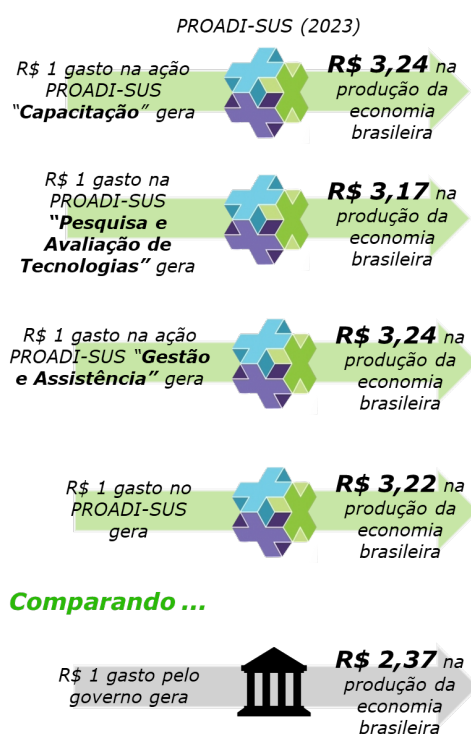 PROADI-SUS (2023)
R$ 1 gasto na ação
PROADI-SUS
“Capacitação” gera
R$ 3,24 na
produção da
economia
brasileira
R$ 1 gasto na
PROADI-SUS
“Pesquisa e
Avaliação de
Tecnologias” gera
R$ 3,17 na
produção da
economia
brasileira
R$ 1 gasto na ação
PROADI-SUS “Gestão
e Assistência” gera
R$ 3,24 na
produção da
economia
brasileira
R$ 1 gasto no
PROADI-SUS
gera
R$ 3,22 na
produção da
economia
brasileira
Comparando ...
R$ 1 gasto pelo
governo gera
R$ 2,37 na
produção da
economia
brasileira